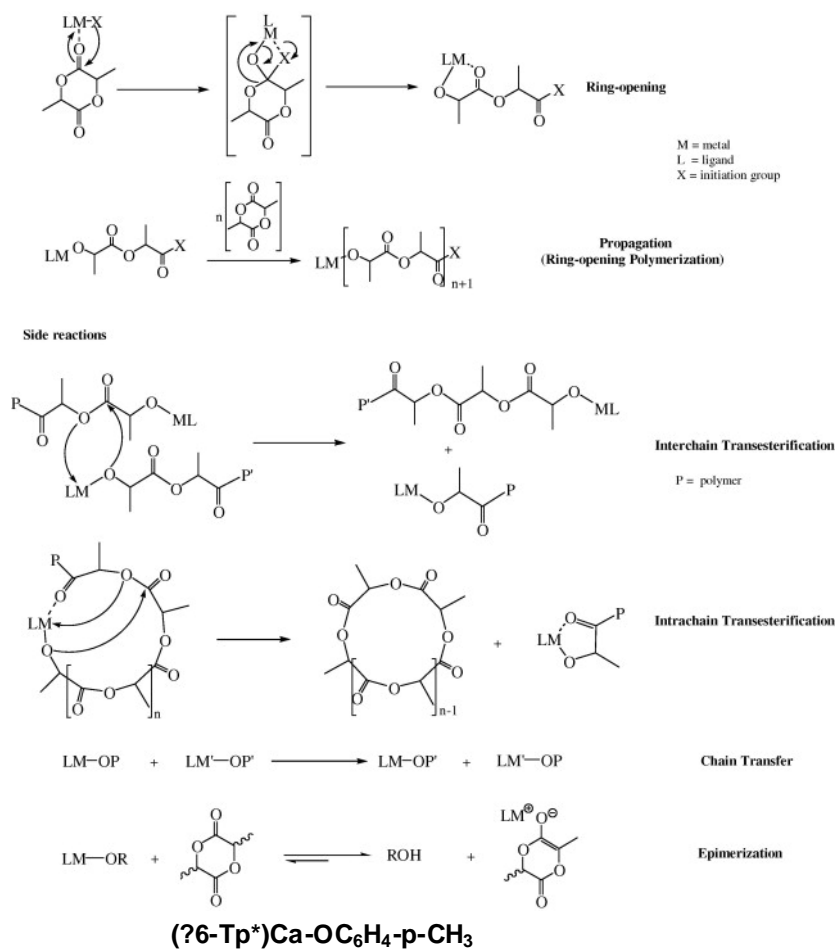 LM-X
O
O
O
O
L
M
O
X
O
O
O
LM
O
O
O
O
X
Ring-opening
M = metal
L = ligand
X = initiation group
LM
O
O
O
O
X
n
O
O
O
O
LM
O
O
O
O
X
n+1
Propagation
(Ring-opening Polymerization)
Side reactions
P
O
O
O
O
ML
LM
O
O
O
P'
O
P'
O
O
O
O
O
O
ML
+
LM
O
P
O
Interchain Transesterification
P = polymer
P
O
O
O
LM
O
O
O
O
O
n
O
O
O
O
O
O
O
O
n-1
+
O
P
LM
O
Intrachain Transesterification
LM—OP + LM'—OP' LM—OP' + LM'—OP
Chain Transfer
LM—OR + O O O O ROH + LM⊕ O⊖ O O O
Epimerization
(?6-Tp*)Ca-OC₆H₄-p-CH₃